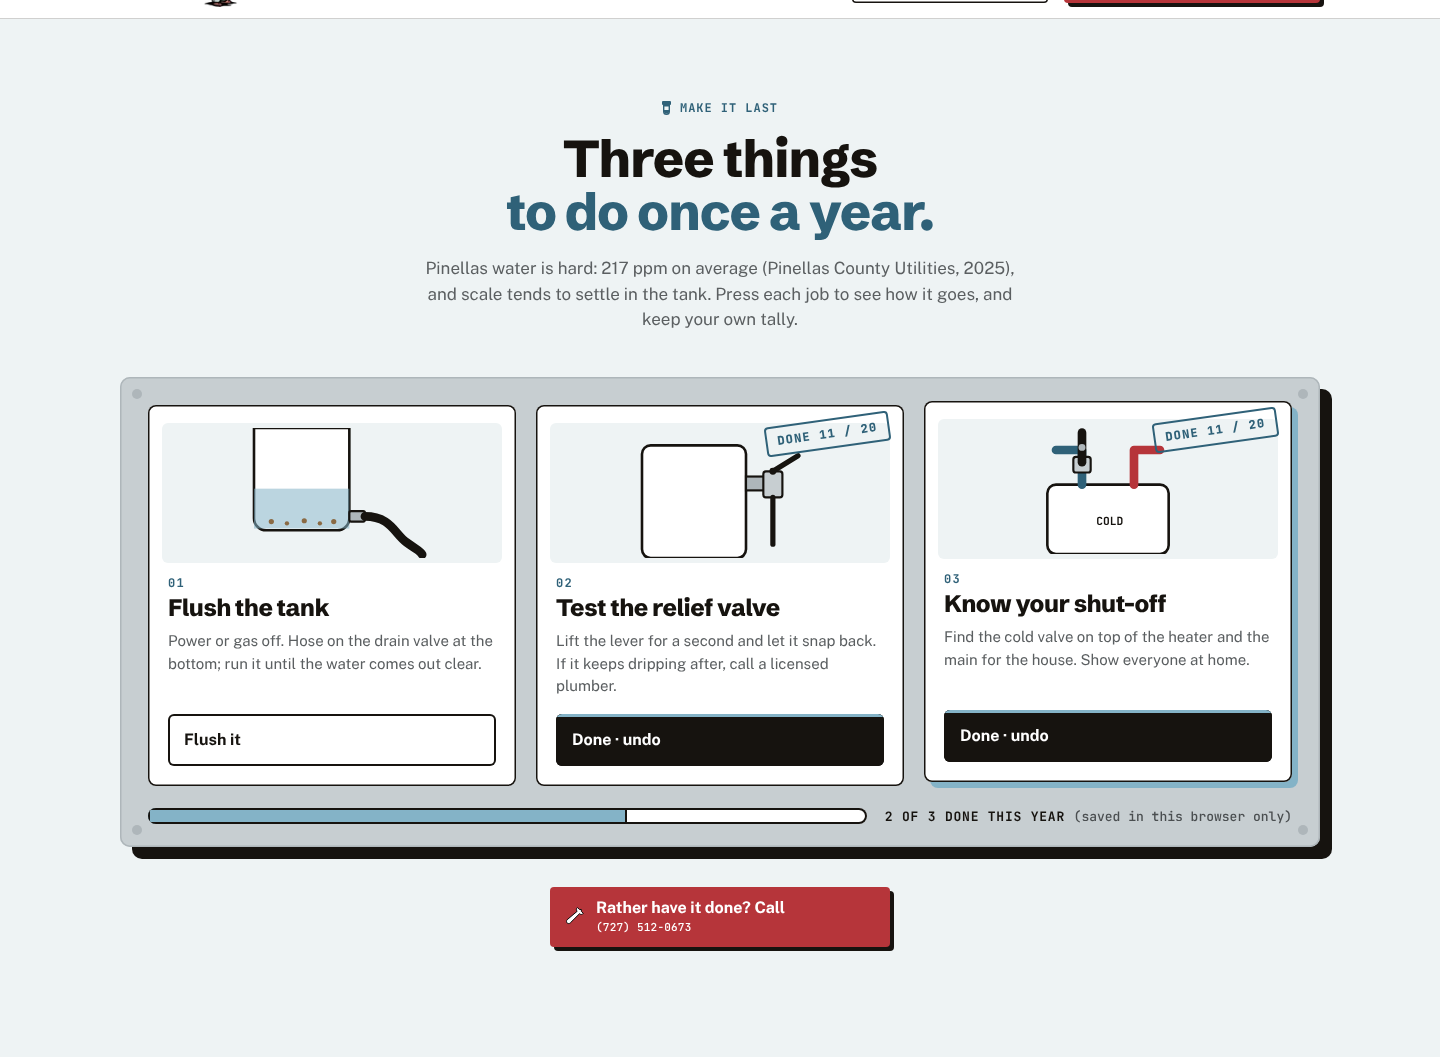 MAKE IT LAST
Three things
to do once a year.
Pinellas water is hard: 217 ppm on average (Pinellas County Utilities, 2025),
and scale tends to settle in the tank. Press each job to see how it goes, and
keep your own tally.
01
Flush the tank
Power or gas off. Hose on the drain valve at the
bottom; run it until the water comes out clear.
Flush it
DONE 11 / 20
02
Test the relief valve
Lift the lever for a second and let it snap back.
If it keeps dripping after, call a licensed
plumber.
Done · undo
DONE 11 / 20
COLD
03
Know your shut-off
Find the cold valve on top of the heater and the
main for the house. Show everyone at home.
Done · undo
2 OF 3 DONE THIS YEAR (saved in this browser only)
Rather have it done? Call
(727) 512-0673